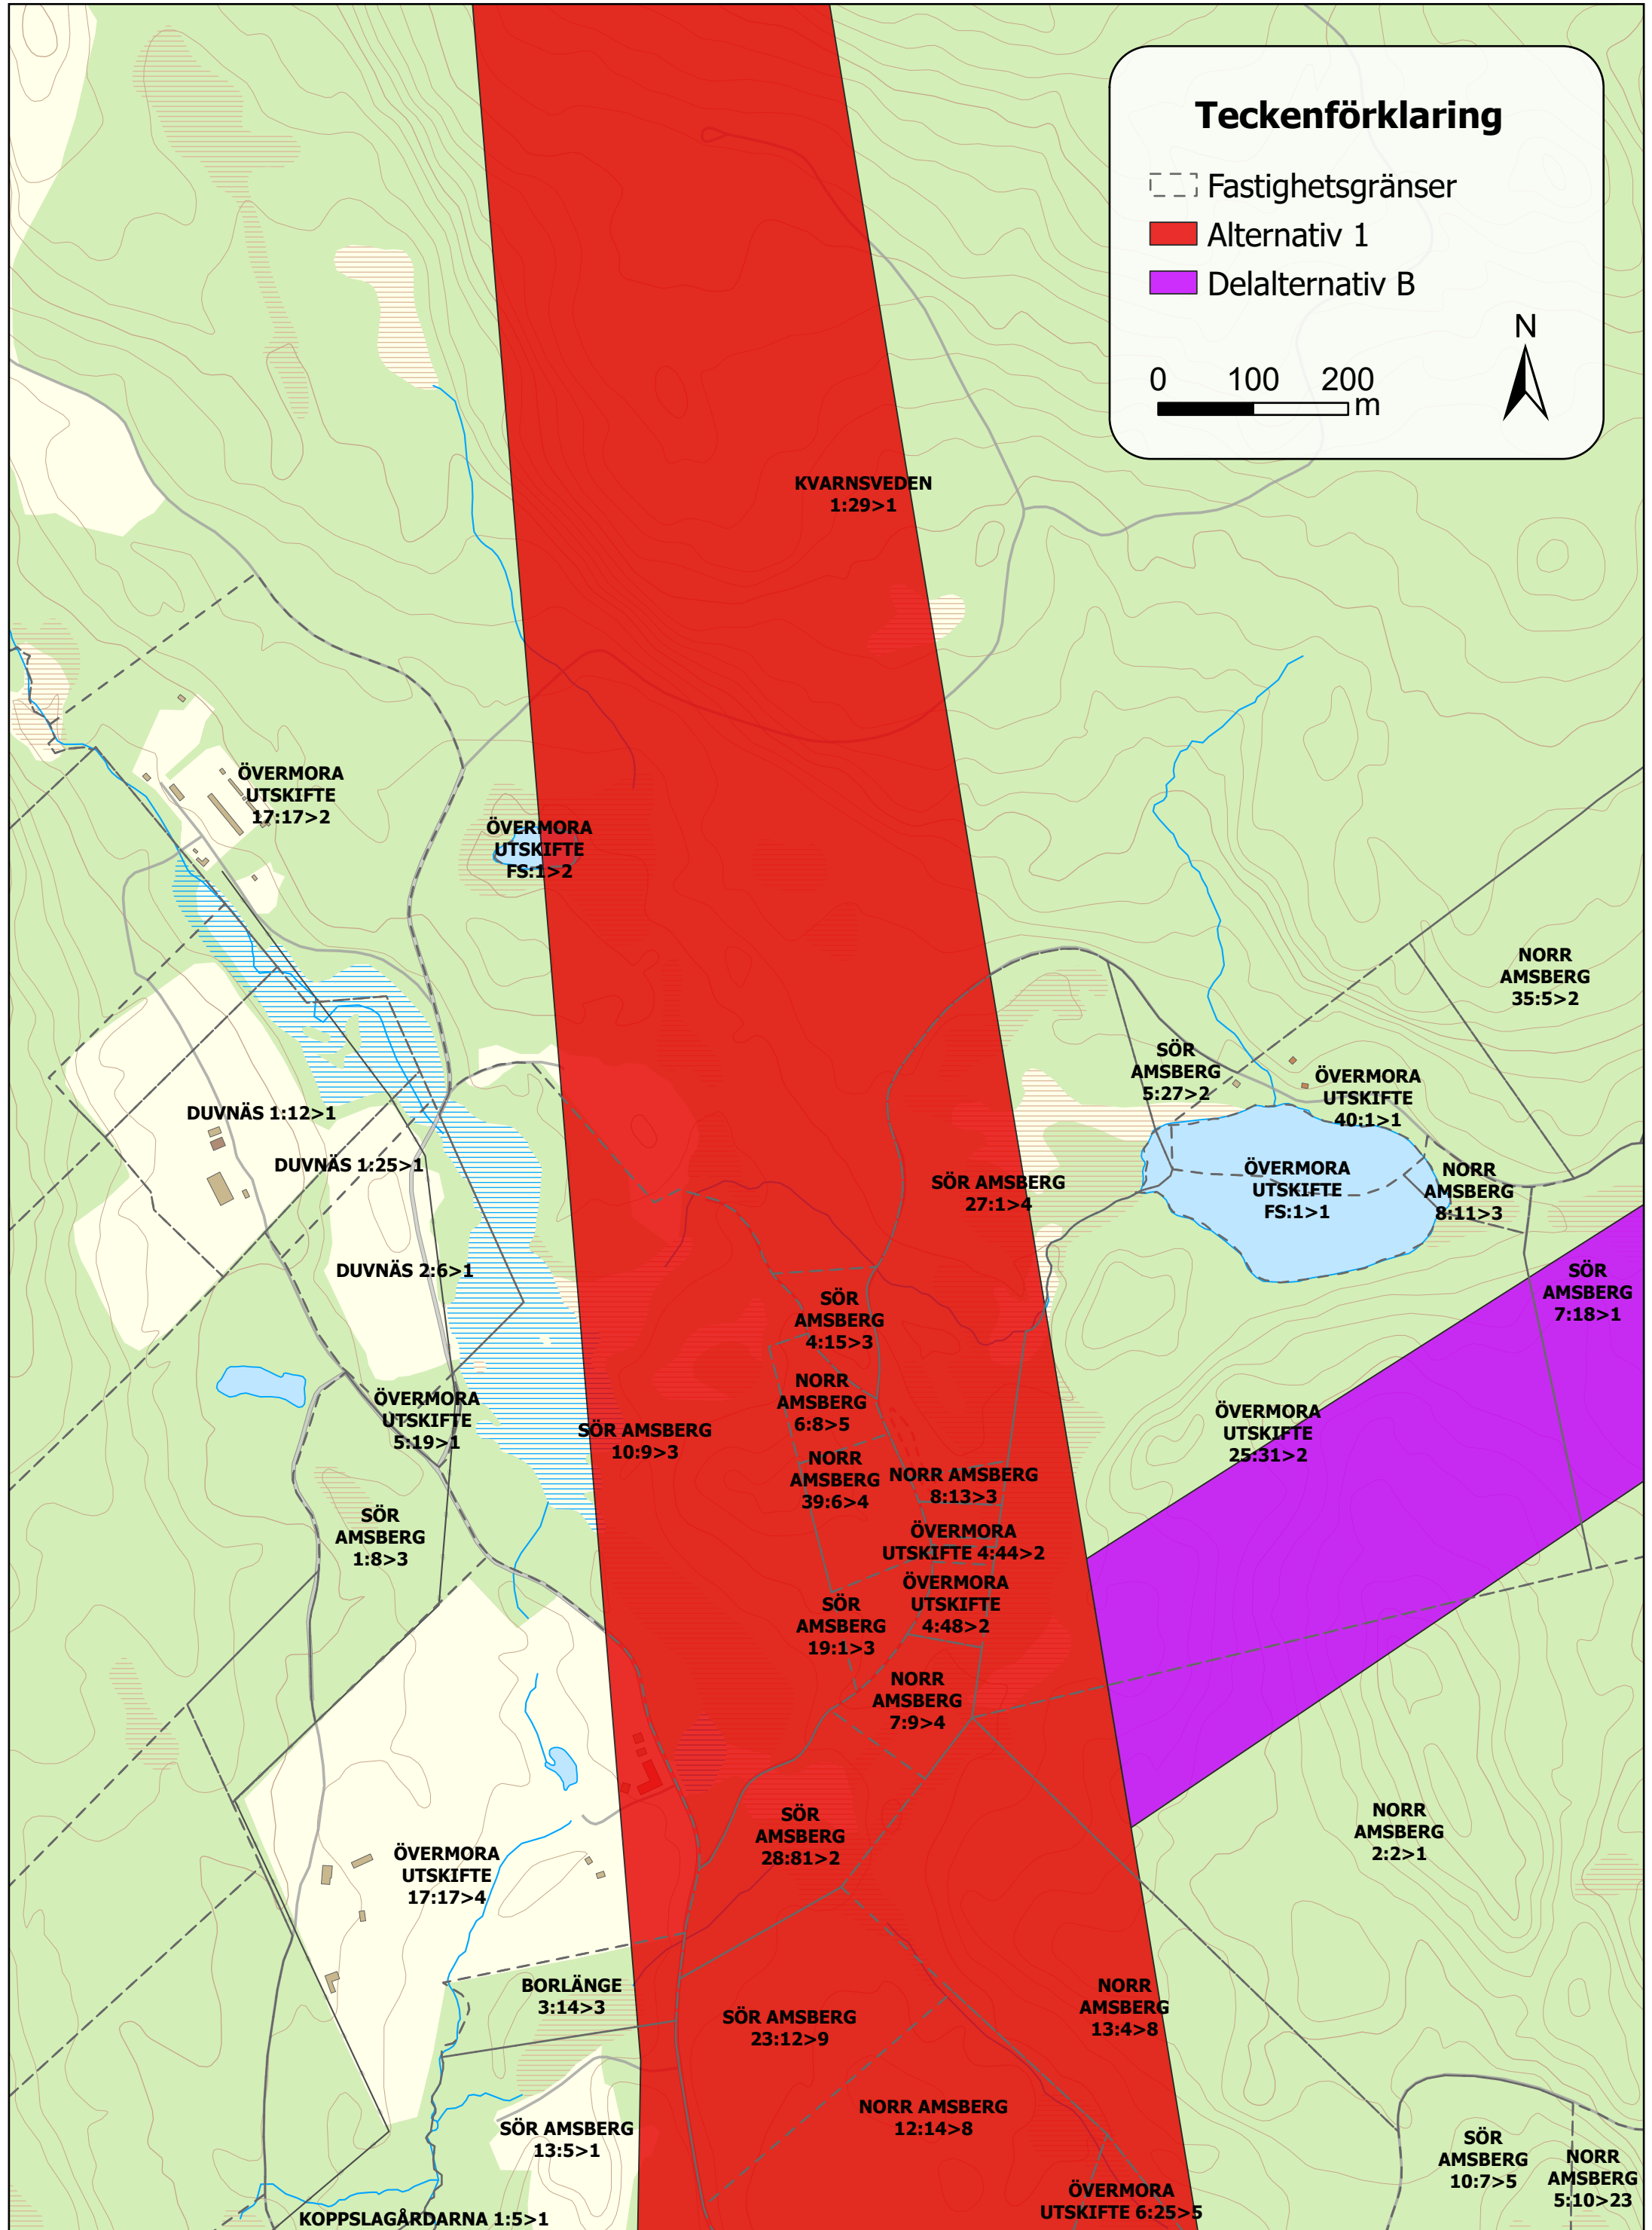 Teckenförklaring
Fastighetsgränser
Alternativ 1
Delalternativ B
N
0 100 200
m
KVARNSVEDEN
1:29>1
ÖVERMORA
UTSKIFTE
17:17>2
ÖVERMORA
UTSKIFTE
FS:1>2
NORR
AMSBERG
35:5>2
SÖR
AMSBERG
5:27>2
ÖVERMORA
UTSKIFTE
40:1>1
DUVNÄS 1:12>1
DUVNÄS 1:25>1
ÖVERMORA
UTSKIFTE
FS:1>1
NORR
AMSBERG
8:11>3
SÖR AMSBERG
27:1>4
DUVNÄS 2:6>1
SÖR
AMSBERG
7:18>1
SÖR
AMSBERG
4:15>3
NORR
AMSBERG
6:8>5
ÖVERMORA
UTSKIFTE
5:19>1
ÖVERMORA
UTSKIFTE
25:31>2
SÖR AMSBERG
10:9>3
NORR
AMSBERG
39:6>4
NORR AMSBERG
8:13>3
SÖR
AMSBERG
1:8>3
ÖVERMORA
UTSKIFTE 4:44>2
ÖVERMORA
UTSKIFTE
4:48>2
SÖR
AMSBERG
19:1>3
NORR
AMSBERG
7:9>4
SÖR
AMSBERG
28:81>2
NORR
AMSBERG
2:2>1
ÖVERMORA
UTSKIFTE
17:17>4
BORLÄNGE
3:14>3
NORR
AMSBERG
13:4>8
SÖR AMSBERG
23:12>9
NORR AMSBERG
12:14>8
SÖR AMSBERG
13:5>1
SÖR
AMSBERG
10:7>5
NORR
AMSBERG
5:10>23
ÖVERMORA
UTSKIFTE 6:25>5
KOPPSLAGÅRDARNA 1:5>1